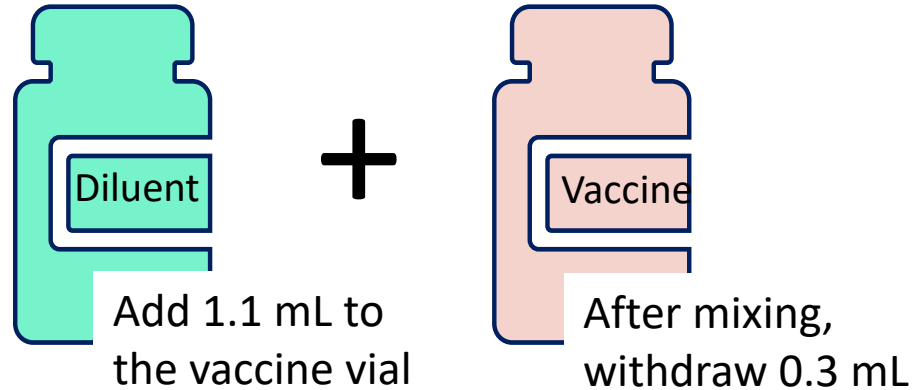 Diluent
+
Vaccine
Add 1.1 mL to
the vaccine vial
After mixing,
withdraw 0.3 mL